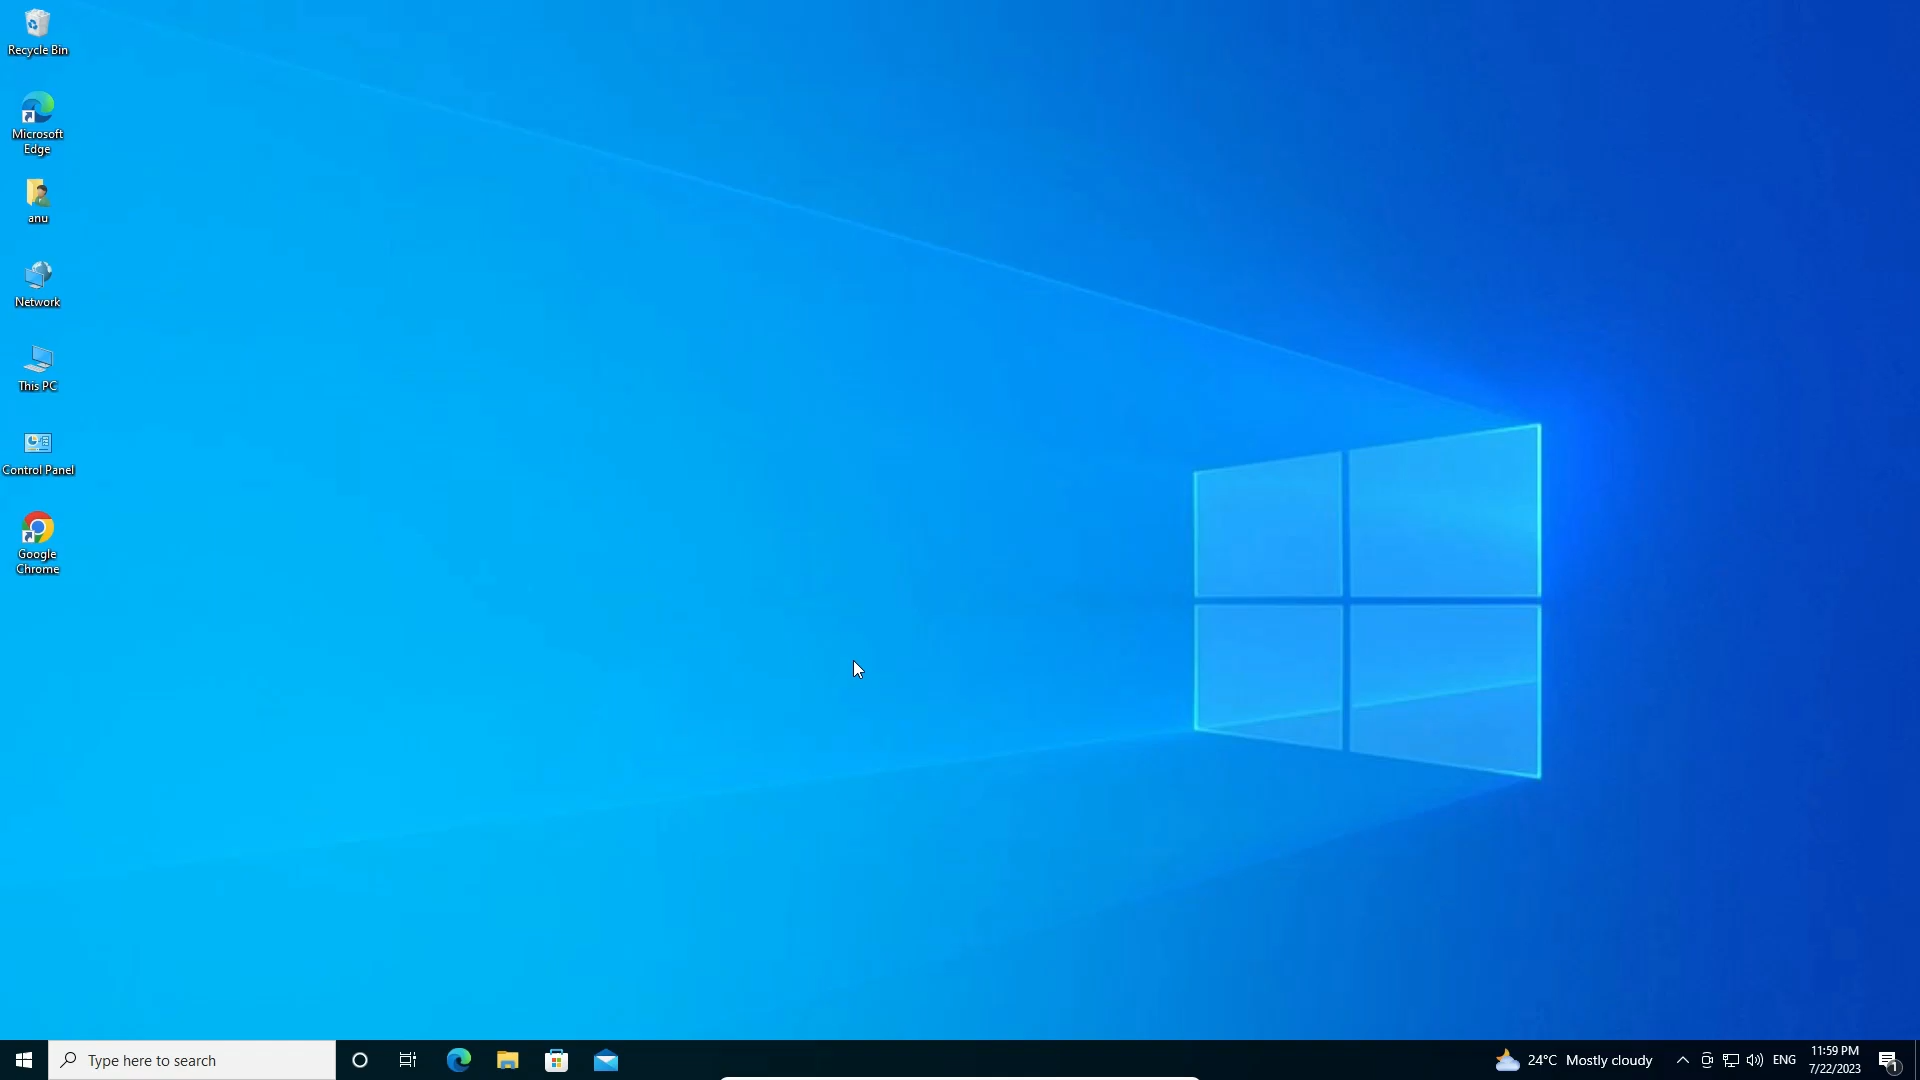 Recycle Bin
Microsoft
Edge
anu
Network
This PC
Control Panel
Google
Chrome
Type here to search
24°C Mostly cloudy
ENG
11:59 PM
7/22/2023
1